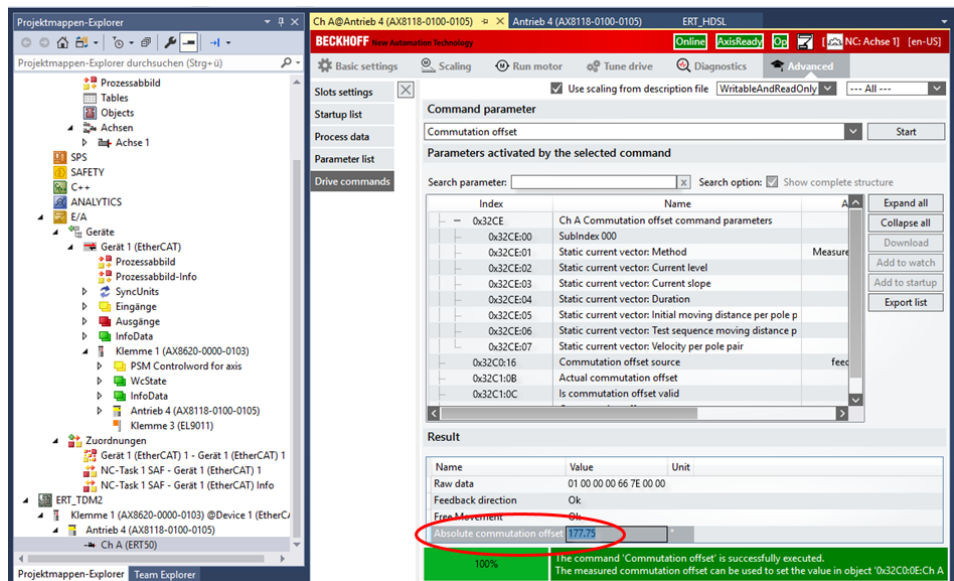 Projektmappen-Explorer
Projektmappen-Explorer durchsuchen (Strg+ü)
Prozessabbild
Tables
Objects
Achsen
Achse 1
SPS
SAFETY
C++
ANALYTICS
E/A
Geräte
Gerät 1 (EtherCAT)
Prozessabbild
Prozessabbild-Info
SyncUnits
Eingänge
Ausgänge
InfoData
Klemme 1 (AX8620-0000-0103)
PSM Controlword for axis
WcState
InfoData
Antrieb 4 (AX8118-0100-0105)
Klemme 3 (EL9011)
Zuordnungen
Gerät 1 (EtherCAT) 1 - Gerät 1 (EtherCAT) 1
NC-Task 1 SAF - Gerät 1 (EtherCAT) 1
NC-Task 1 SAF - Gerät 1 (EtherCAT) Info
ERT_TDM2
Klemme 1 (AX8620-0000-0103) @Device 1 (EtherCA
Antrieb 4 (AX8118-0100-0105)
Ch A (ERT50)
Projektmappen-Explorer Team Explorer
Ch A@Antrieb 4 (AX8118-0100-0105) Antrieb 4 (AX8118-0100-0105) ERT_HDSL
BECKHOFF New Automation Technology Online AxisReady Op [ NC: Achse 1] [en-US]
Basic settings Scaling Run motor Tune drive Diagnostics Advanced
Slots settings
Startup list
Process data
Parameter list
Drive commands
Use scaling from description file WritableAndReadOnly --- All ---
Command parameter
Commutation offset Start
Parameters activated by the selected command
Search parameter: x Search option: Show complete structure
Index Name A
0x32CE Ch A Commutation offset command parameters
0x32CE:00 SubIndex 000
0x32CE:01 Static current vector: Method Measure
0x32CE:02 Static current vector: Current level
0x32CE:03 Static current vector: Current slope
0x32CE:04 Static current vector: Duration
0x32CE:05 Static current vector: Initial moving distance per pole p
0x32CE:06 Static current vector: Test sequence moving distance p
0x32CE:07 Static current vector: Velocity per pole pair
0x32C0:16 Commutation offset source feec
0x32C1:0B Actual commutation offset
0x32C1:0C Is commutation offset valid
Expand all
Collapse all
Download
Add to watch
Add to startup
Export list
Result
Name Value Unit
Raw data 01 00 00 00 66 7E 00 00
Feedback direction Ok
Free Movement Ok
Absolute commutation offset 177,75 °
100%
The command 'Commutation offset' is successfully executed.
The measured commutation offset can be used to set the value in object '0x32C0:0E:Ch A